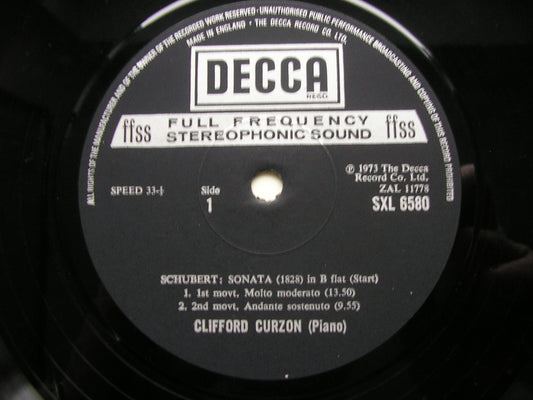 ALL RIGHTS OF THE MANUFACTURER AND OF THE OWNER OF THE RECORDED WORK RESERVED · UNAUTHORISED PUBLIC PERFORMANCE BROADCASTING AND COPYING OF THIS RECORD PROHIBITED
MADE IN ENGLAND · THE DECCA RECORD CO. LTD.
DECCA
ffss FULL FREQUENCY ffss
STEREOPHONIC SOUND
℗ 1973 The Decca
Record Co. Ltd.
SPEED 33⅓ Side ZAL 11778
1 SXL 6580
SCHUBERT: SONATA (1828) in B flat (Start)
1. 1st movt, Molto moderato (13.50)
2. 2nd movt, Andante sostenuto (9.55)
CLIFFORD CURZON (Piano)